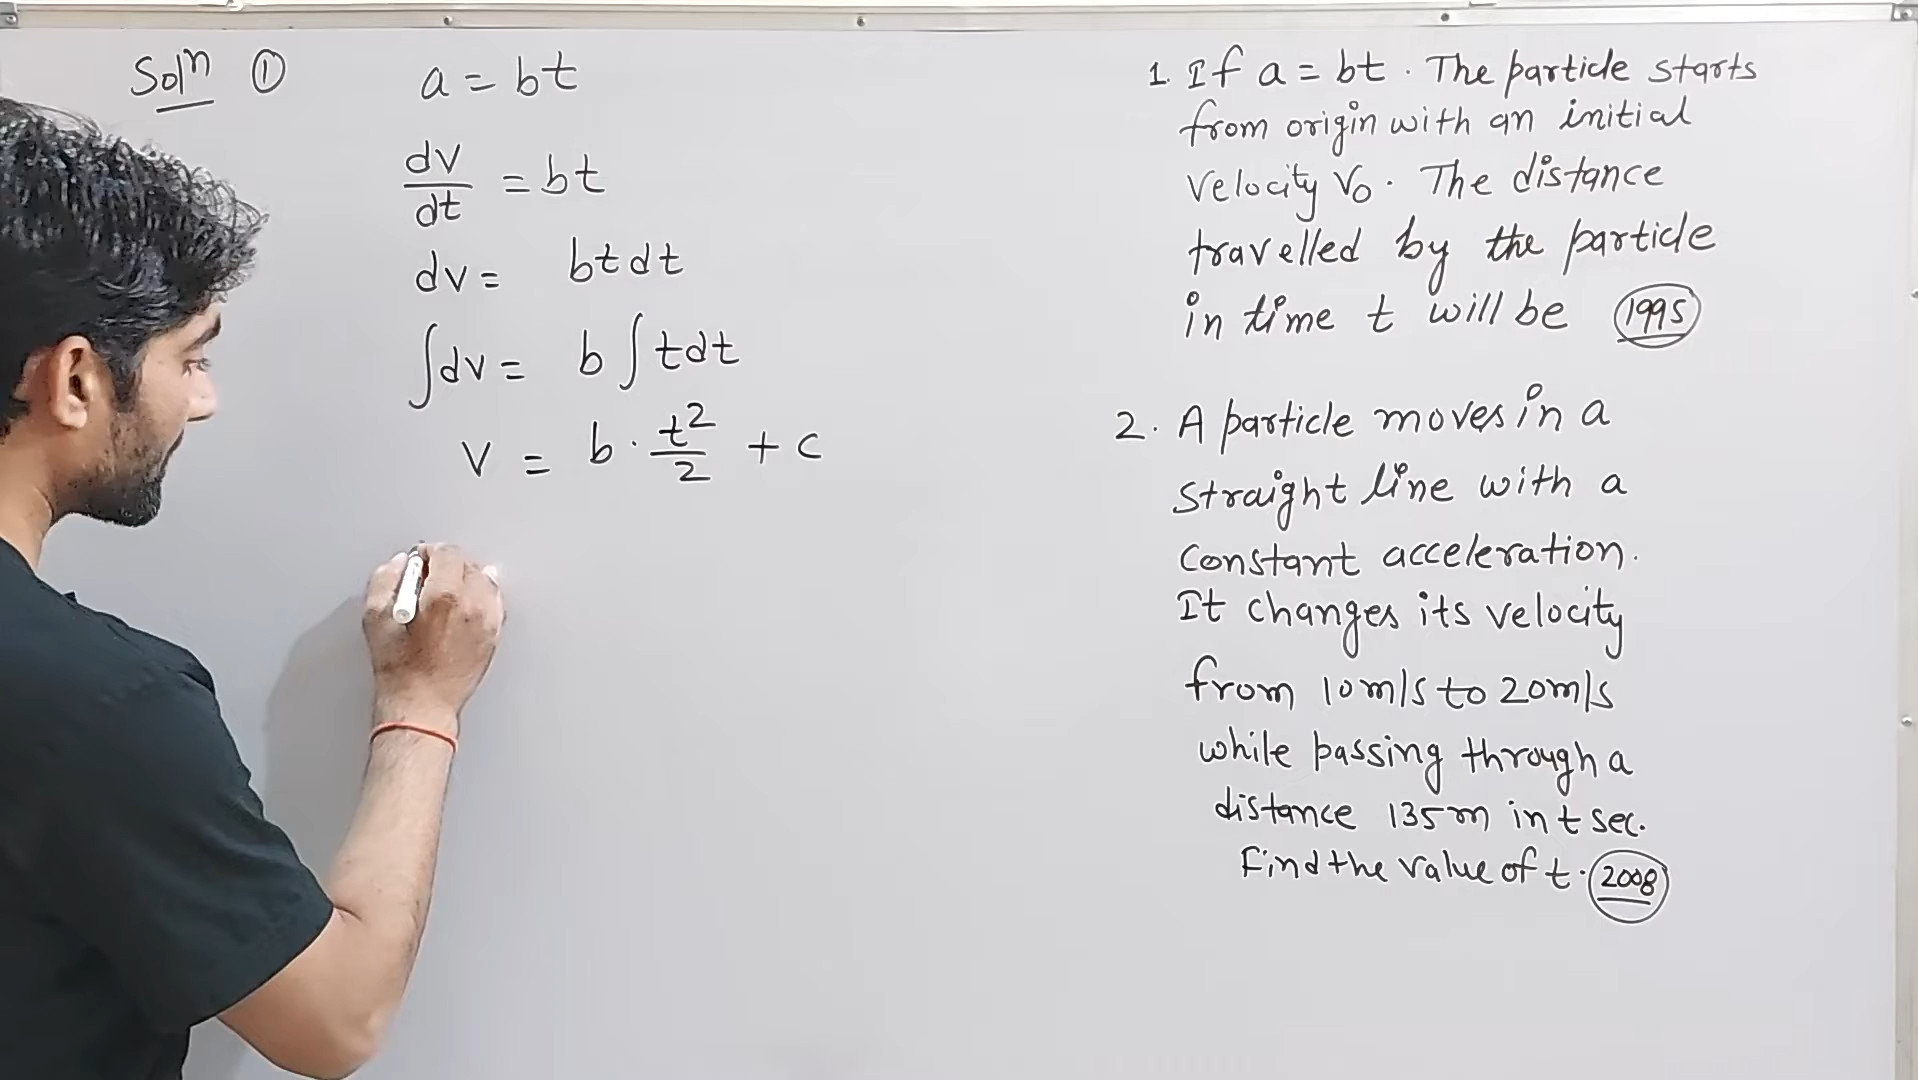 Solⁿ ① a = bt
dv/dt = bt
dv = btdt
∫dv = b∫tdt
v = b · t²/2 + c
1. If a = bt. The particle starts
from origin with an initial
velocity v₀. The distance
travelled by the particle
in time t will be 1995
2. A particle moves in a
straight line with a
constant acceleration.
It changes its velocity
from 10m/s to 20m/s
while passing through a
distance 135m in t sec.
Find the value of t. 2008